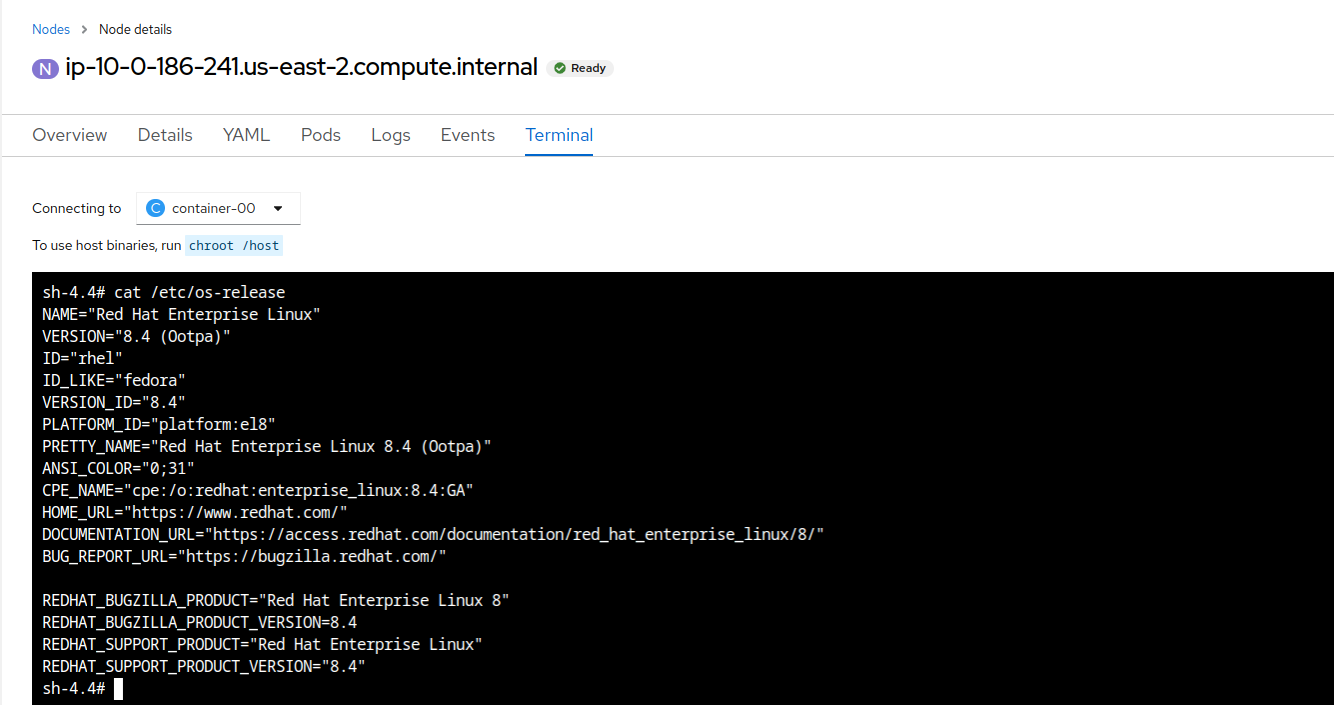 Nodes > Node details
N ip-10-0-186-241.us-east-2.compute.internal Ready
Overview Details YAML Pods Logs Events Terminal
Connecting to C container-00
To use host binaries, run chroot /host
sh-4.4# cat /etc/os-release
NAME="Red Hat Enterprise Linux"
VERSION="8.4 (Ootpa)"
ID="rhel"
ID_LIKE="fedora"
VERSION_ID="8.4"
PLATFORM_ID="platform:el8"
PRETTY_NAME="Red Hat Enterprise Linux 8.4 (Ootpa)"
ANSI_COLOR="0;31"
CPE_NAME="cpe:/o:redhat:enterprise_linux:8.4:GA"
HOME_URL="https://www.redhat.com/"
DOCUMENTATION_URL="https://access.redhat.com/documentation/red_hat_enterprise_linux/8/"
BUG_REPORT_URL="https://bugzilla.redhat.com/"
REDHAT_BUGZILLA_PRODUCT="Red Hat Enterprise Linux 8"
REDHAT_BUGZILLA_PRODUCT_VERSION=8.4
REDHAT_SUPPORT_PRODUCT="Red Hat Enterprise Linux"
REDHAT_SUPPORT_PRODUCT_VERSION="8.4"
sh-4.4#